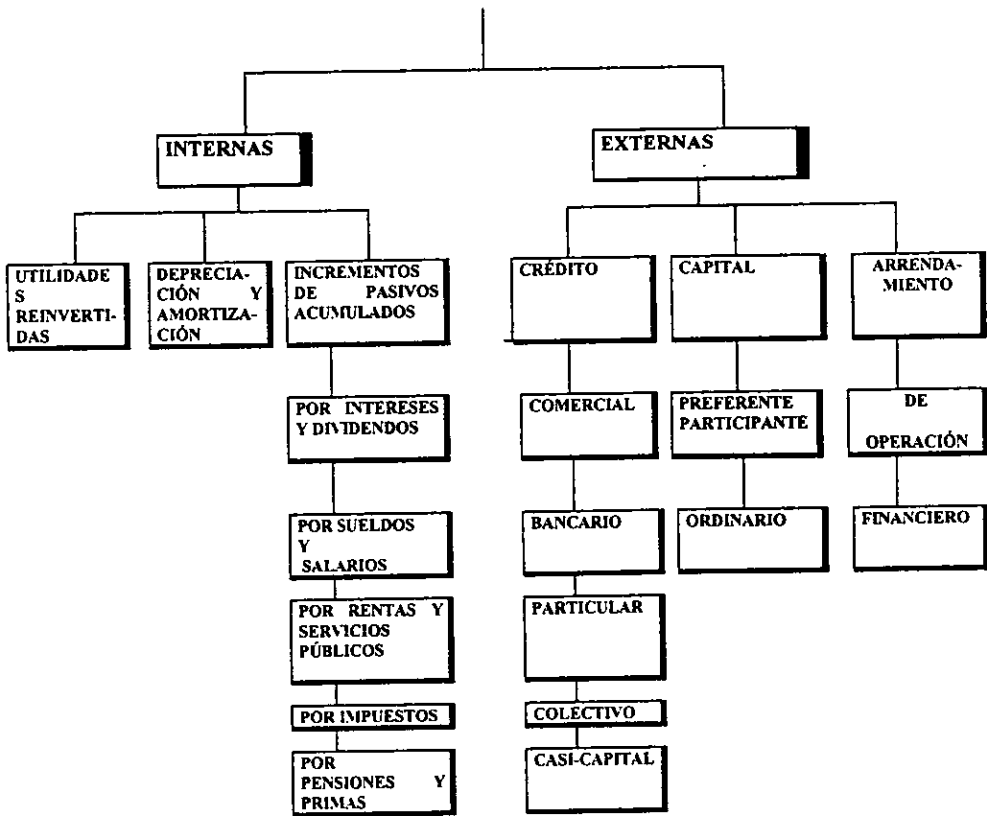 INTERNAS
EXTERNAS
UTILIDADE
S
REINVERTI-
DAS
DEPRECIA-
CIÓN Y
AMORTIZA-
CIÓN
INCREMENTOS
DE PASIVOS
ACUMULADOS
CRÉDITO
CAPITAL
ARRENDA-
MIENTO
POR INTERESES
Y DIVIDENDOS
COMERCIAL
PREFERENTE
PARTICIPANTE
DE
OPERACIÓN
POR SUELDOS
Y
SALARIOS
BANCARIO
ORDINARIO
FINANCIERO
POR RENTAS Y
SERVICIOS
PÚBLICOS
PARTICULAR
POR IMPUESTOS
COLECTIVO
POR
PENSIONES Y
PRIMAS
CASI-CAPITAL